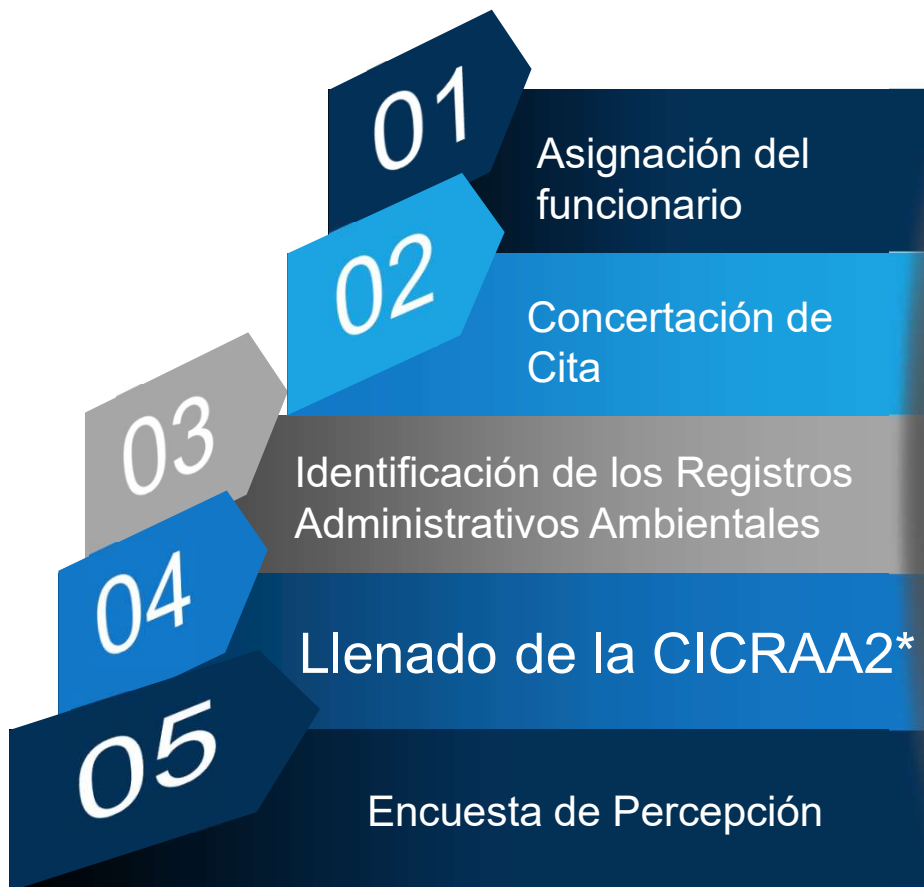 01
Asignación del
funcionario
02
Concertación de
Cita
03
Identificación de los Registros
Administrativos Ambientales
04
Llenado de la CICRAA2*
05
Encuesta de Percepción